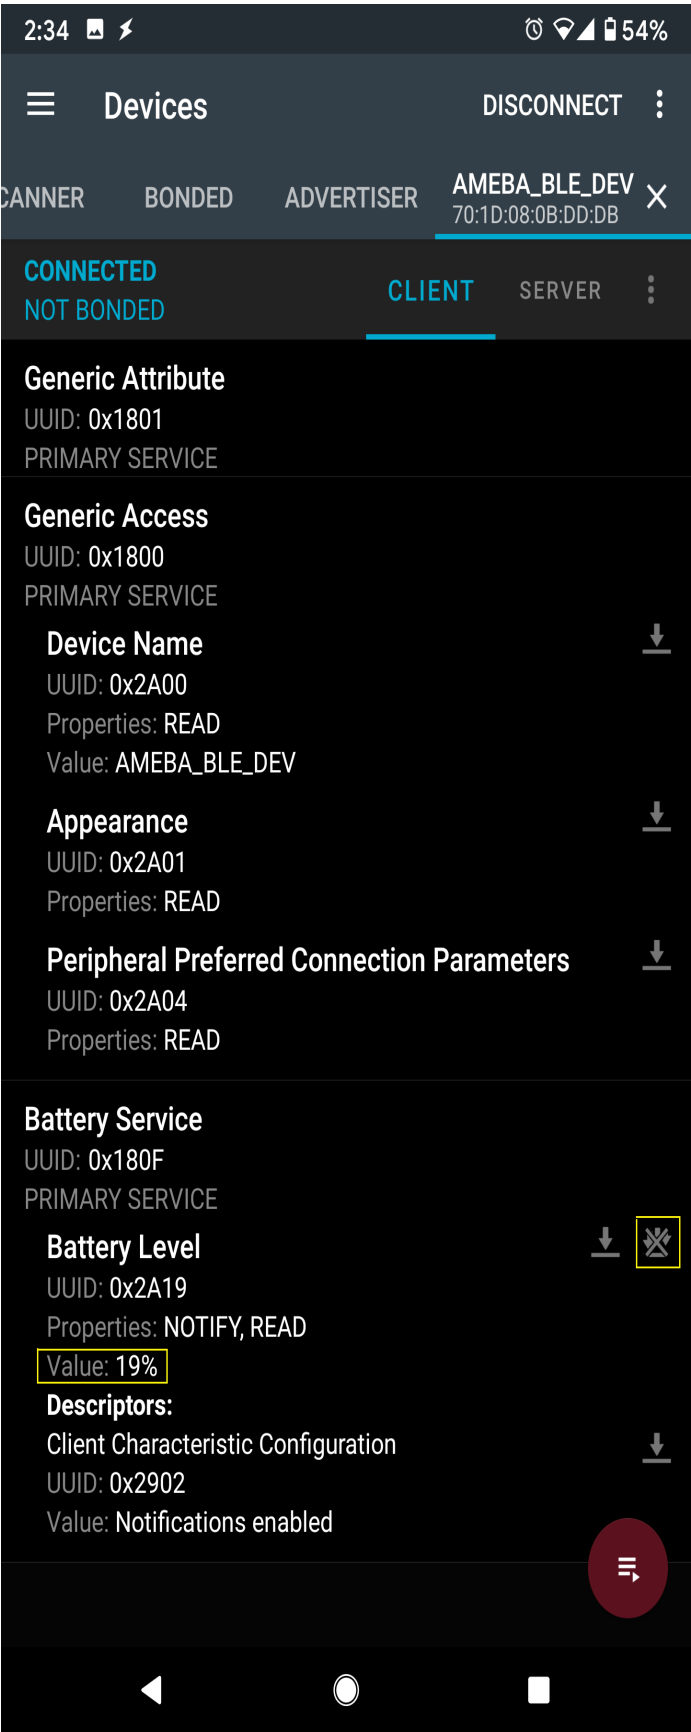 2:34 54%
Devices DISCONNECT
CANNER BONDED ADVERTISER AMEBA_BLE_DEV
70:1D:08:0B:DD:DB
CONNECTED
NOT BONDED
CLIENT SERVER
Generic Attribute
UUID: 0x1801
PRIMARY SERVICE
Generic Access
UUID: 0x1800
PRIMARY SERVICE
Device Name
UUID: 0x2A00
Properties: READ
Value: AMEBA_BLE_DEV
Appearance
UUID: 0x2A01
Properties: READ
Peripheral Preferred Connection Parameters
UUID: 0x2A04
Properties: READ
Battery Service
UUID: 0x180F
PRIMARY SERVICE
Battery Level
UUID: 0x2A19
Properties: NOTIFY, READ
Value: 19%
Descriptors:
Client Characteristic Configuration
UUID: 0x2902
Value: Notifications enabled